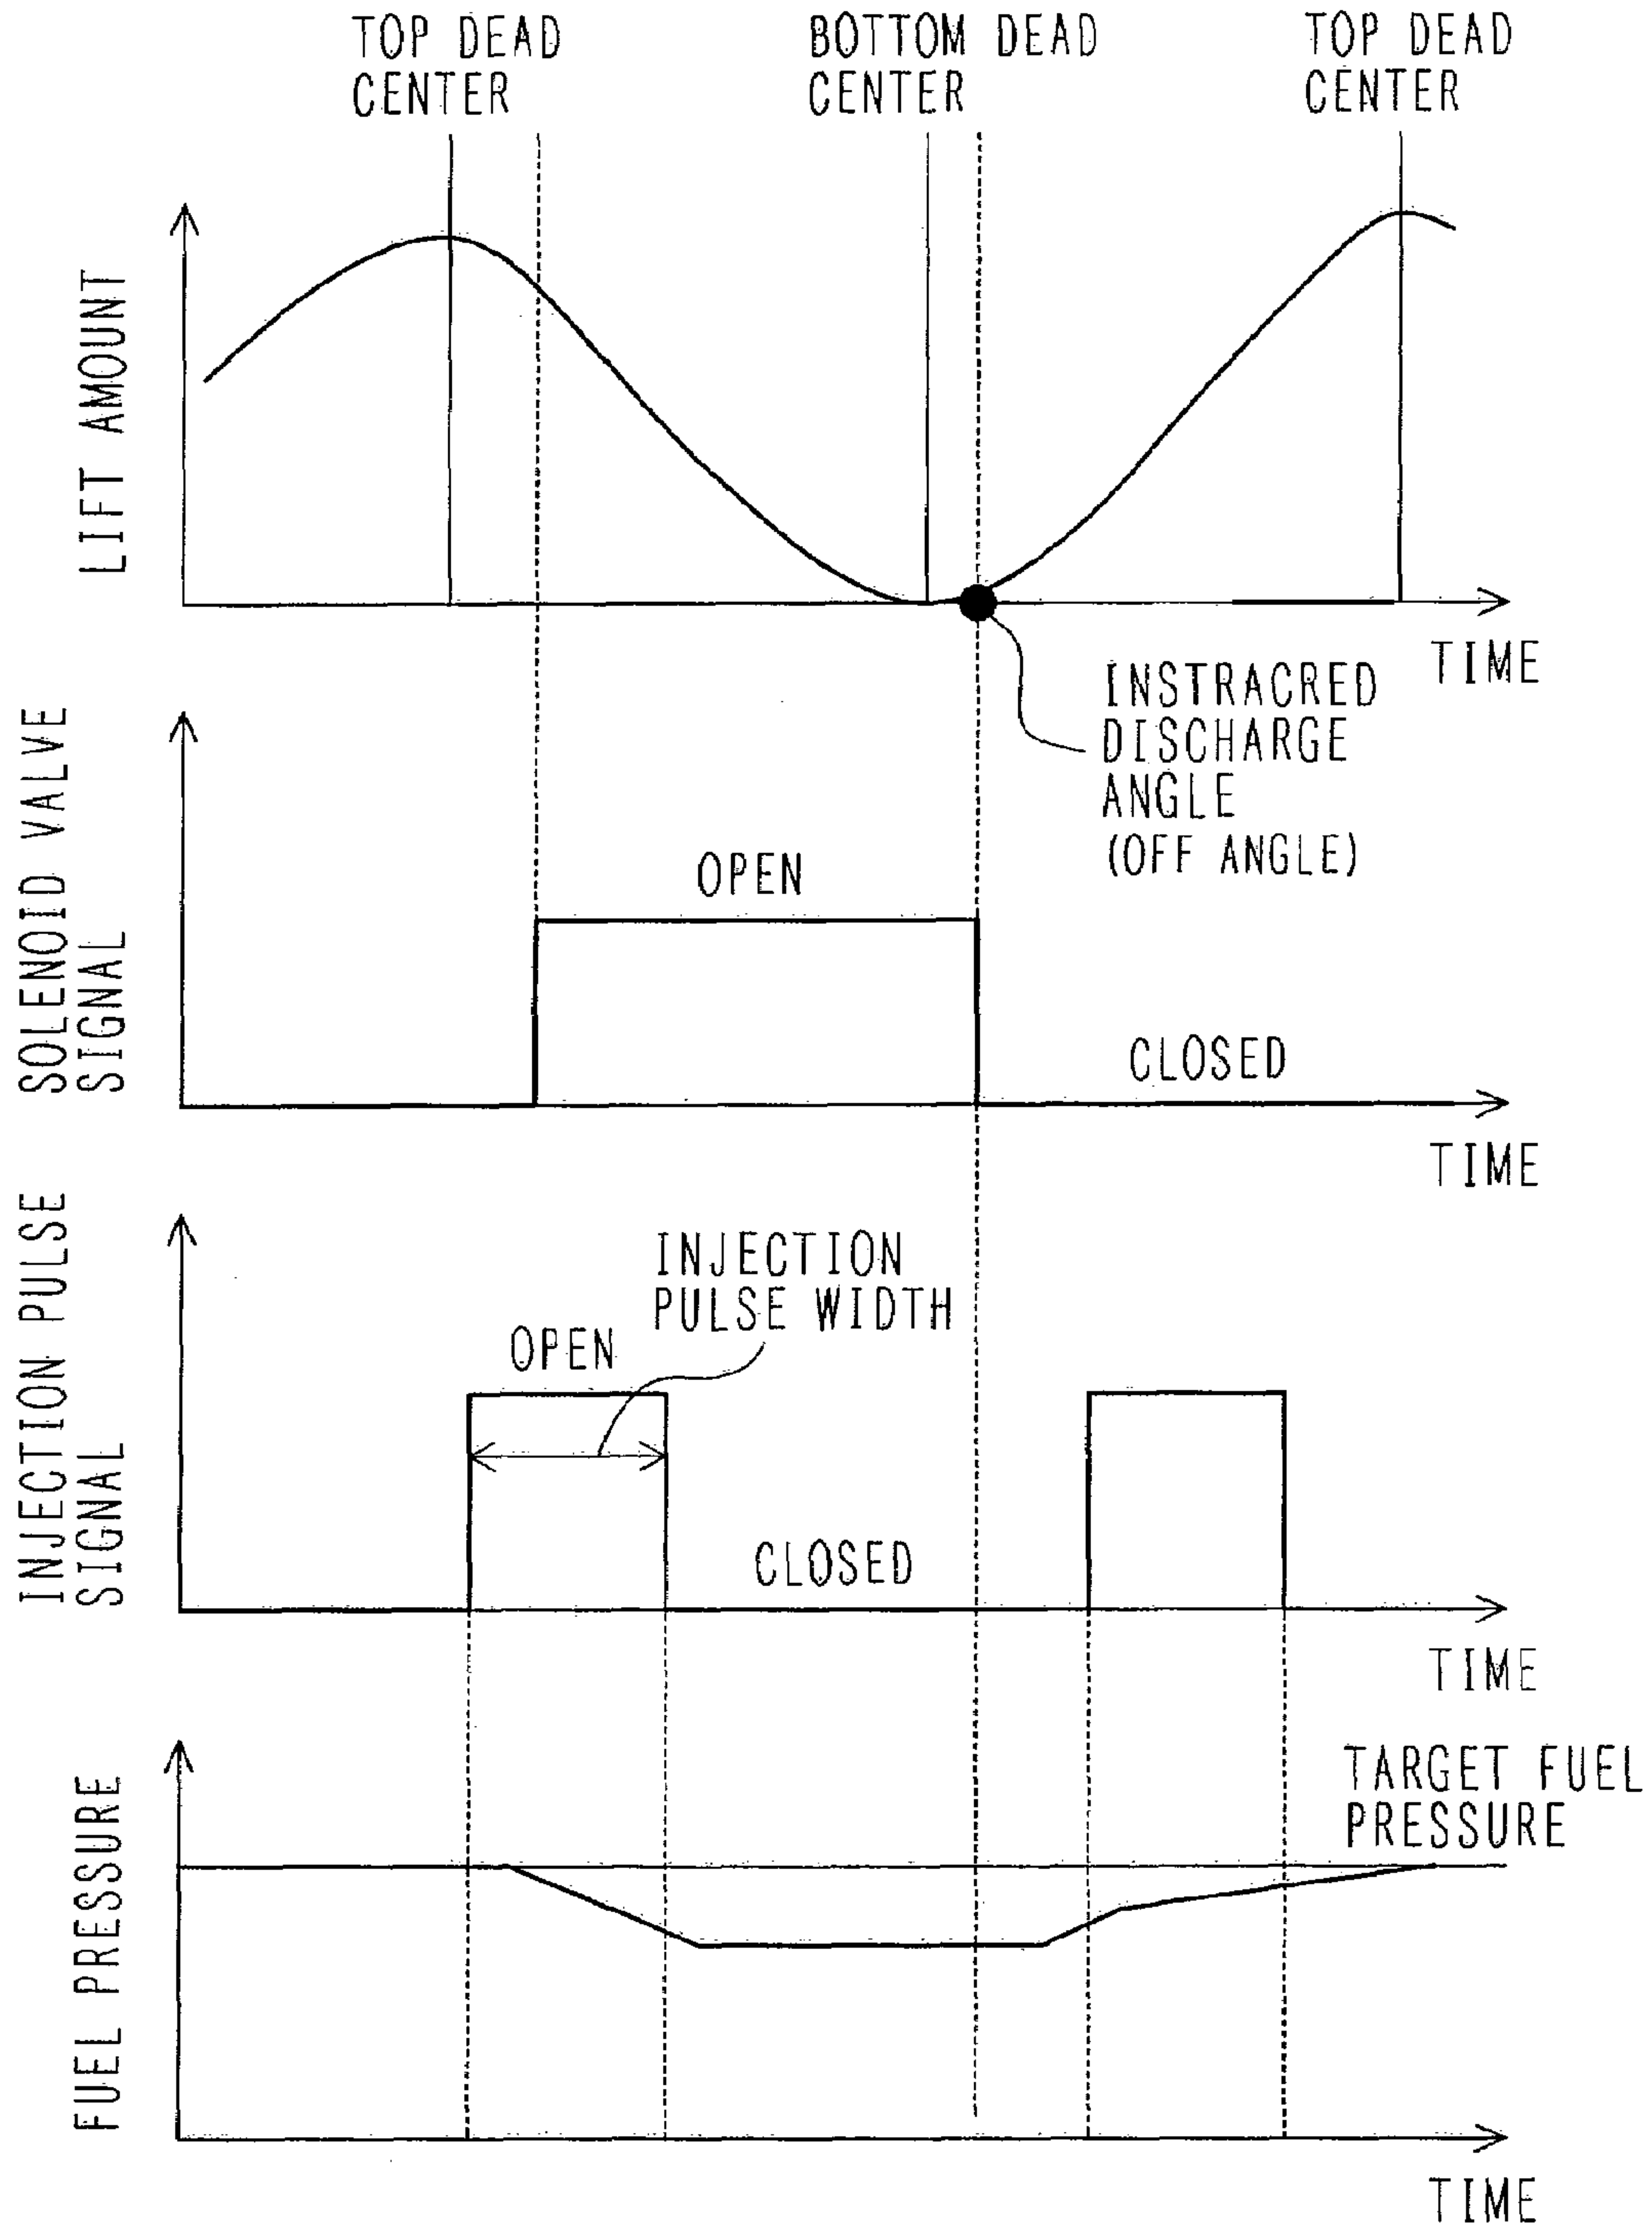 TOP DEAD
CENTER
BOTTOM DEAD
CENTER
TOP DEAD
CENTER
LIFT AMOUNT
TIME
INSTRACRED
DISCHARGE
ANGLE
(OFF ANGLE)
SOLENOID VALVE
SIGNAL
OPEN
CLOSED
TIME
INJECTION PULSE
SIGNAL
INJECTION
PULSE WIDTH
OPEN
CLOSED
TIME
FUEL PRESSURE
TARGET FUEL
PRESSURE
TIME